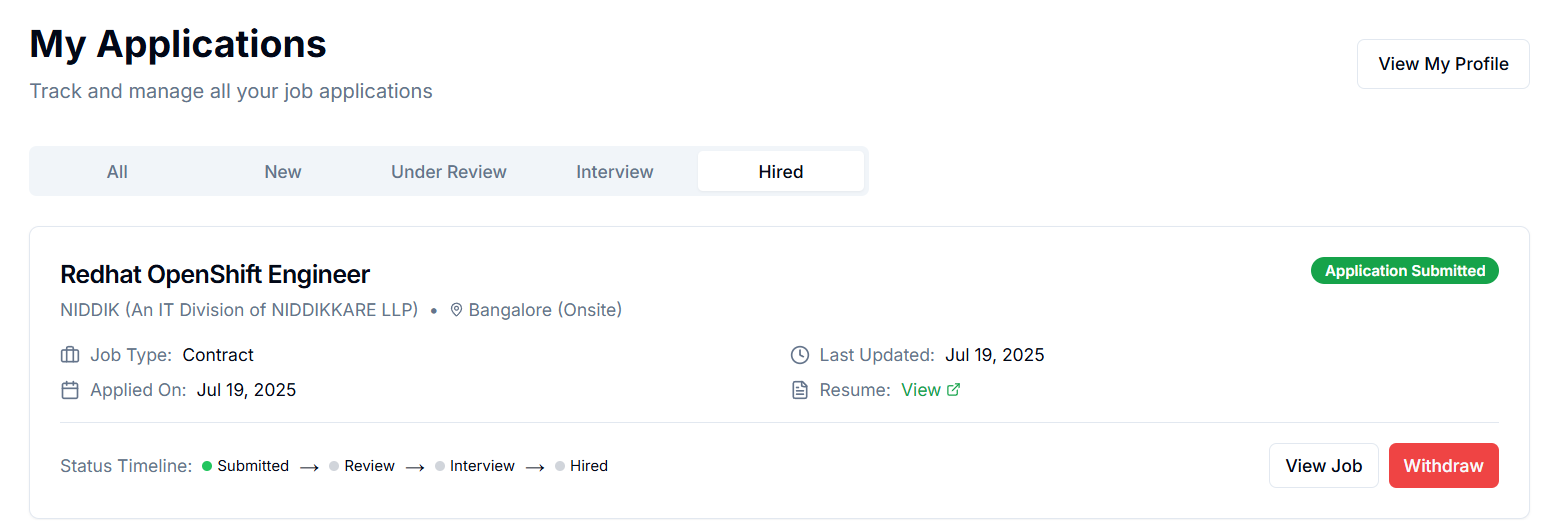 My Applications
Track and manage all your job applications
View My Profile
All
New
Under Review
Interview
Hired
Redhat OpenShift Engineer
Application Submitted
NIDDIK (An IT Division of NIDDIKKARE LLP) • Bangalore (Onsite)
Job Type: Contract
Last Updated: Jul 19, 2025
Applied On: Jul 19, 2025
Resume: View
Status Timeline: Submitted → Review → Interview → Hired
View Job
Withdraw